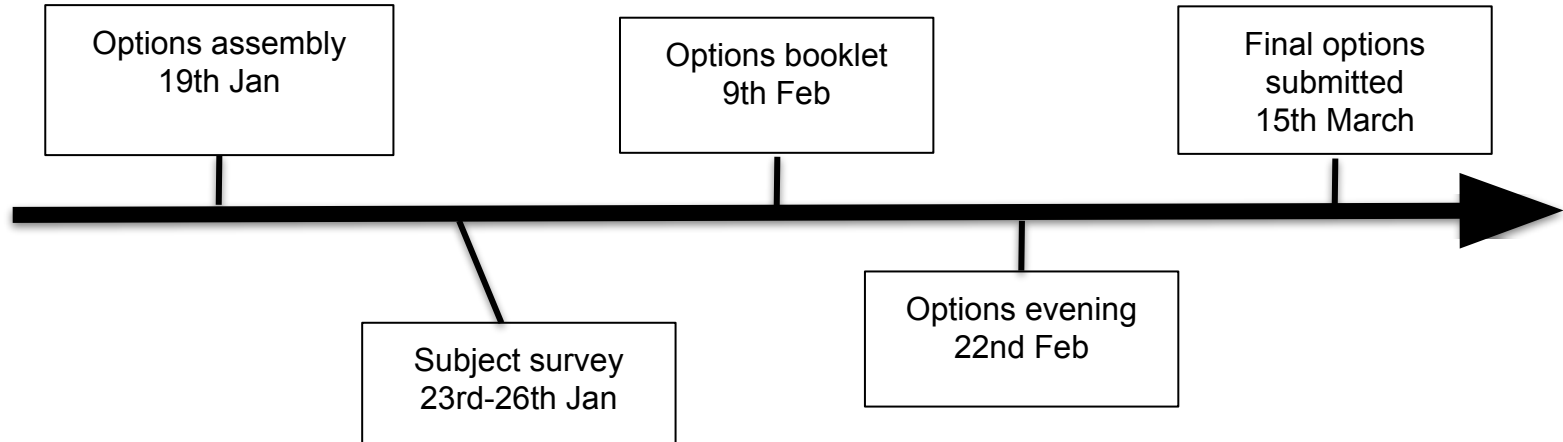 Options assembly
19th Jan
Subject survey
23rd-26th Jan
Options booklet
9th Feb
Options evening
22nd Feb
Final options
submitted
15th March